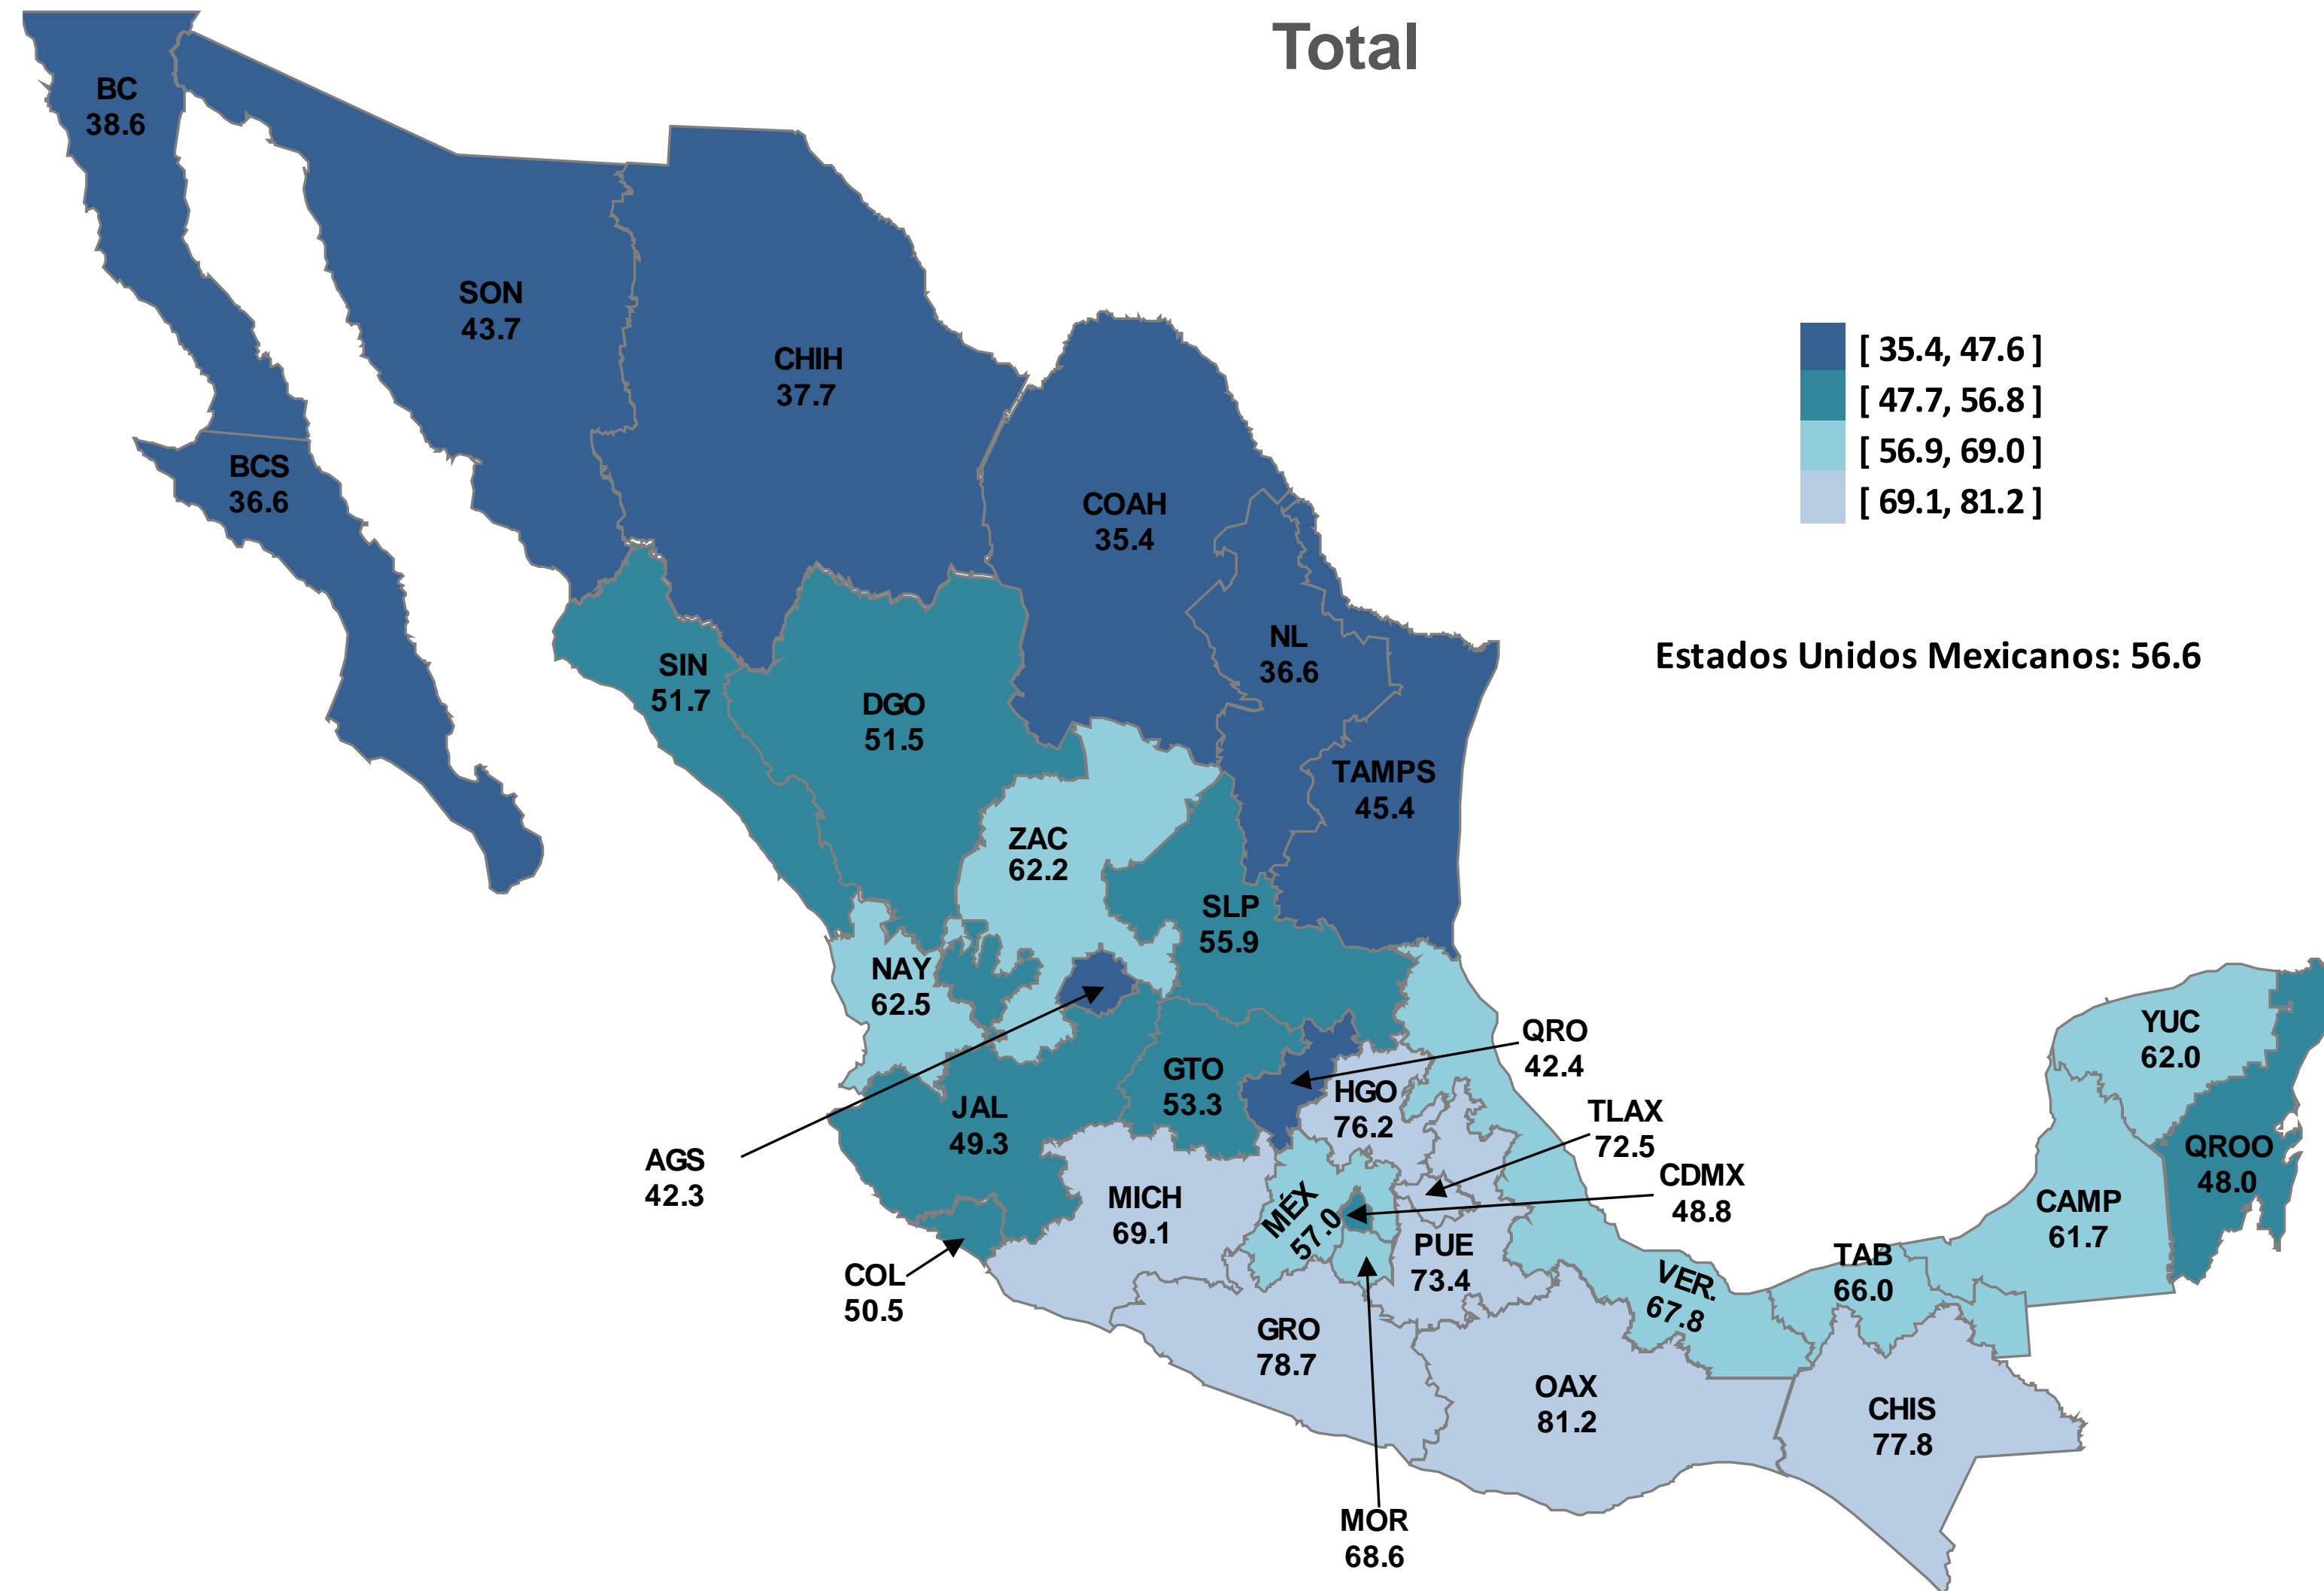 Total
BC
38.6
SON
43.7
CHIH
37.7
[ 35.4, 47.6 ]
[ 47.7, 56.8 ]
[ 56.9, 69.0 ]
[ 69.1, 81.2 ]
BCS
36.6
COAH
35.4
NL
36.6
Estados Unidos Mexicanos: 56.6
SIN
51.7
DGO
51.5
TAMPS
45.4
ZAC
62.2
SLP
55.9
NAY
62.5
QRO
42.4
YUC
62.0
GTO
53.3
HGO
76.2
JAL
49.3
TLAX
72.5
QROO
48.0
AGS
42.3
CDMX
48.8
MICH
69.1
MÉX
57.0
CAMP
61.7
PUE
73.4
TAB
66.0
COL
50.5
VER.
67.8
GRO
78.7
OAX
81.2
CHIS
77.8
MOR
68.6